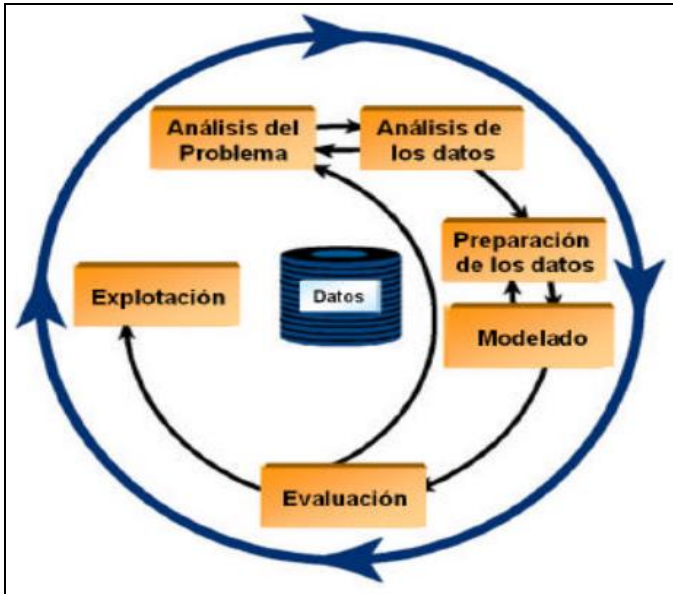 Análisis del
Problema
Análisis de
los datos
Preparación
de los datos
Explotación
Datos
Modelado
Evaluación